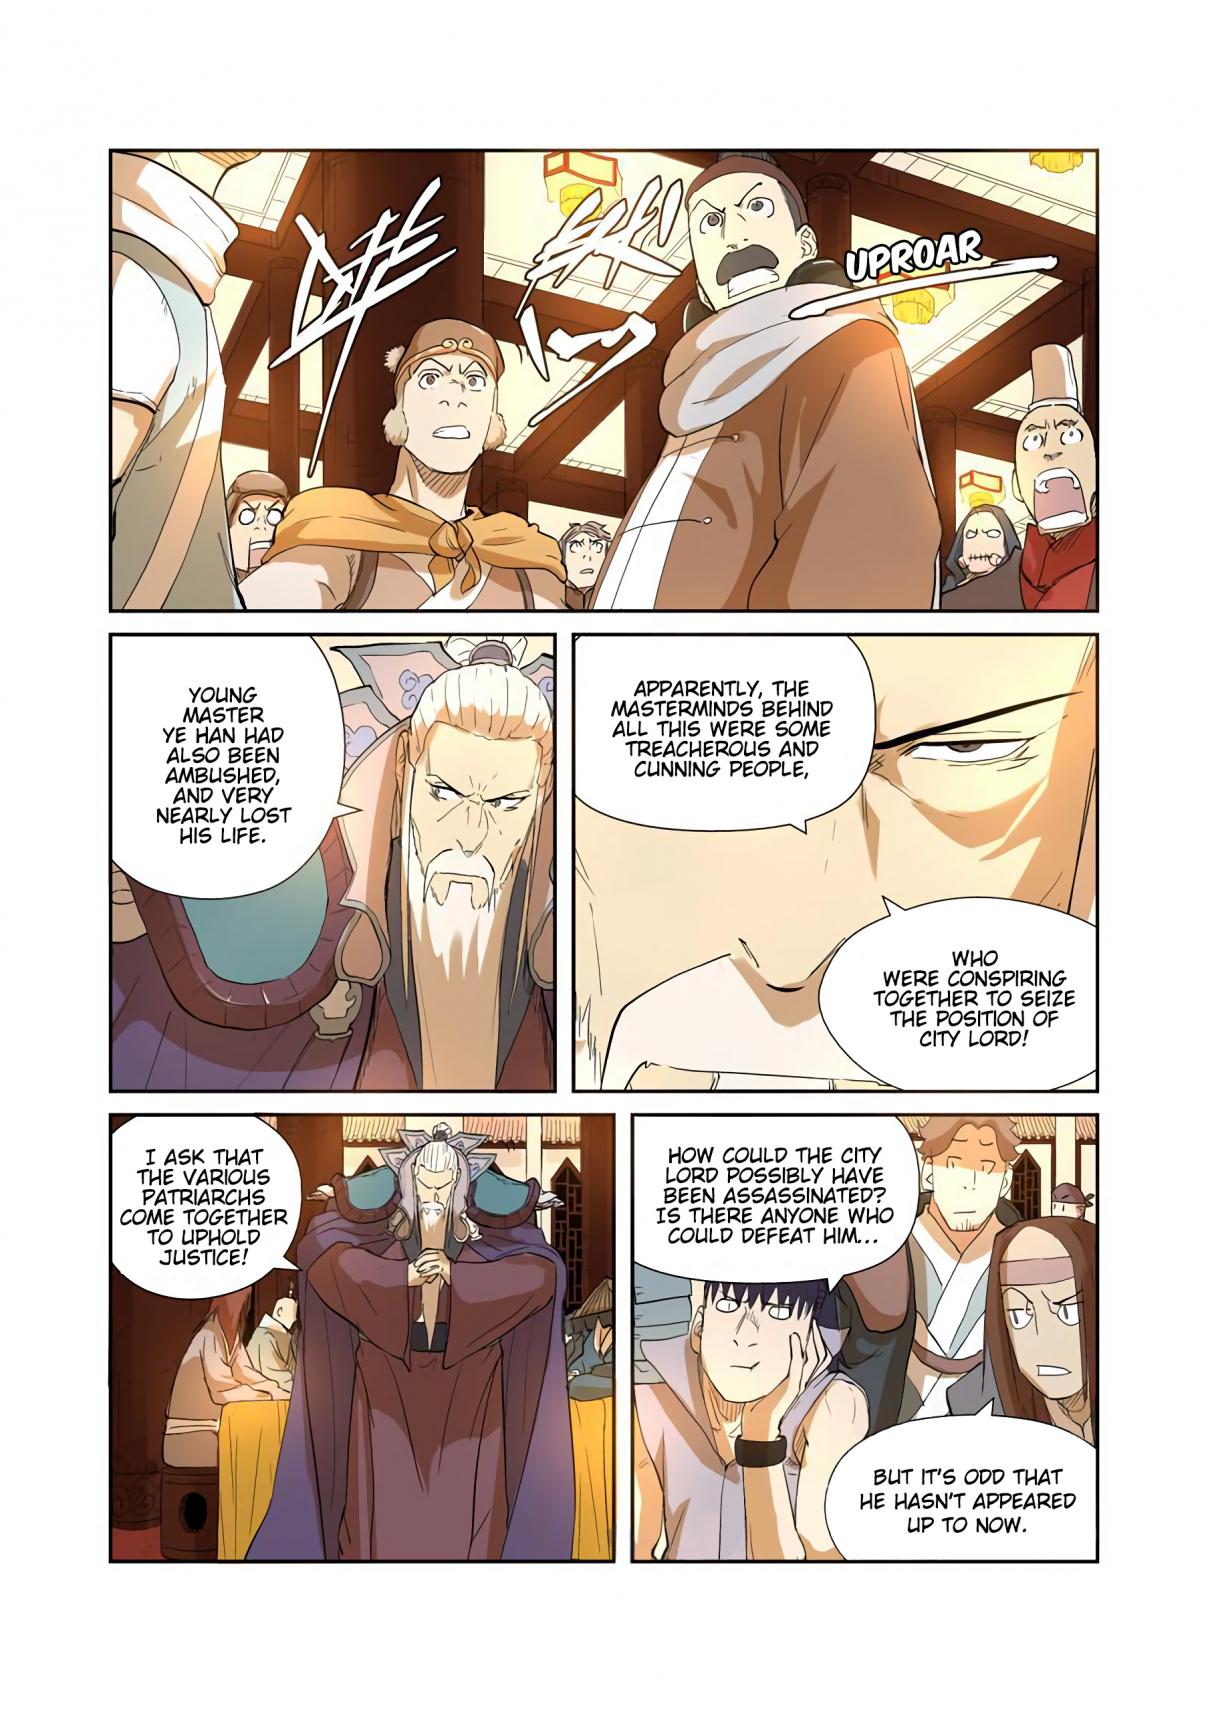 哗然
UPROAR
YOUNG
MASTER
YE HAN HAD
ALSO BEEN
AMBUSHED,
AND VERY
NEARLY LOST
HIS LIFE.
APPARENTLY, THE
MASTERMINDS BEHIND
ALL THIS WERE SOME
TREACHEROUS AND
CUNNING PEOPLE,
WHO
WERE CONSPIRING
TOGETHER TO SEIZE
THE POSITION OF
CITY LORD!
I ASK THAT
THE VARIOUS
PATRIARCHS
COME TOGETHER
TO UPHOLD
JUSTICE!
HOW COULD THE CITY
LORD POSSIBLY HAVE
BEEN ASSASSINATED?
IS THERE ANYONE WHO
COULD DEFEAT HIM...
BUT IT'S ODD THAT
HE HASN'T APPEARED
UP TO NOW.